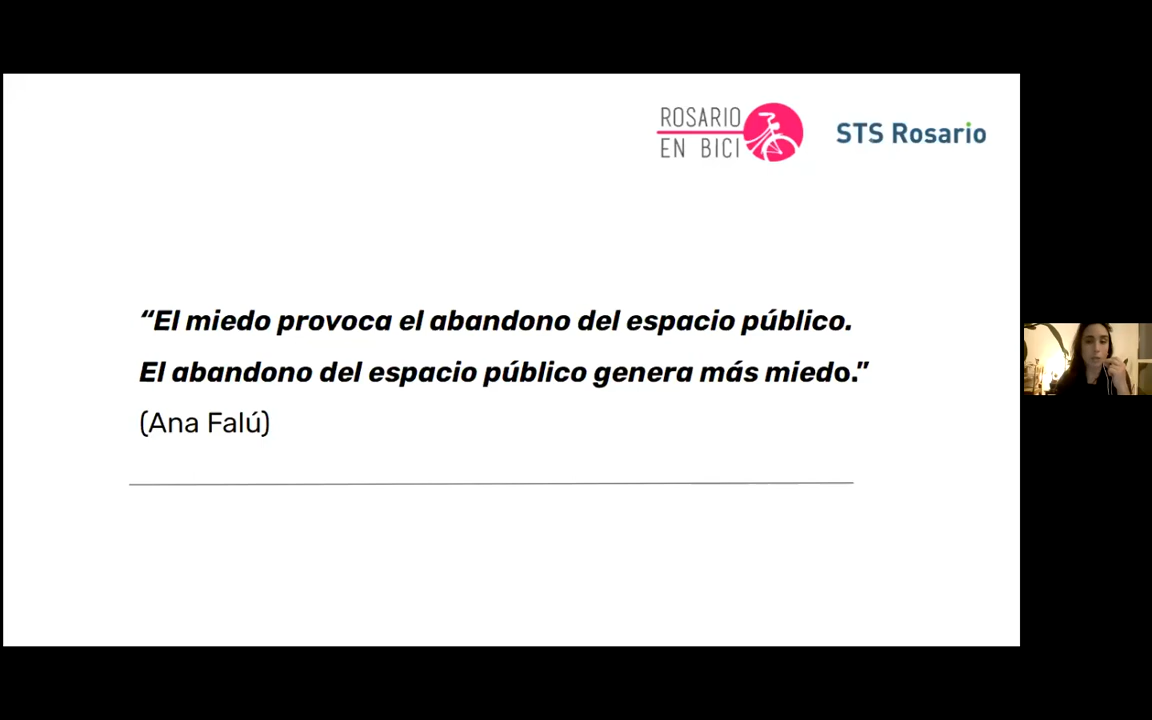 ROSARIO
EN BICI
STS Rosario
“El miedo provoca el abandono del espacio público.
El abandono del espacio público genera más miedo.”
(Ana Falú)